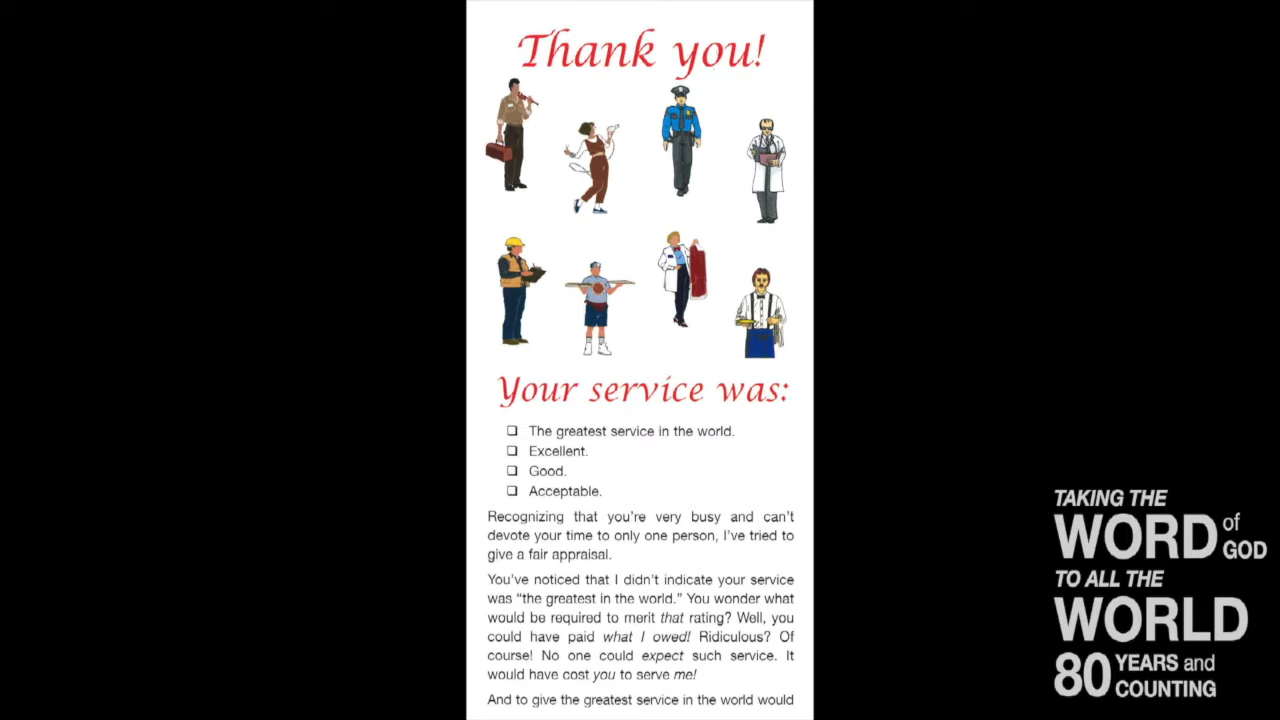 Thank you!
Your service was:
❑ The greatest service in the world.
❑ Excellent.
❑ Good.
❑ Acceptable.
Recognizing that you're very busy and can't
devote your time to only one person, I've tried to
give a fair appraisal.
You've noticed that I didn't indicate your service
was “the greatest in the world.” You wonder what
would be required to merit that rating? Well, you
could have paid what I owed! Ridiculous? Of
course! No one could expect such service. It
would have cost you to serve me!
And to give the greatest service in the world would
TAKING THE
WORD of GOD
TO ALL THE
WORLD
80 YEARS and
COUNTING